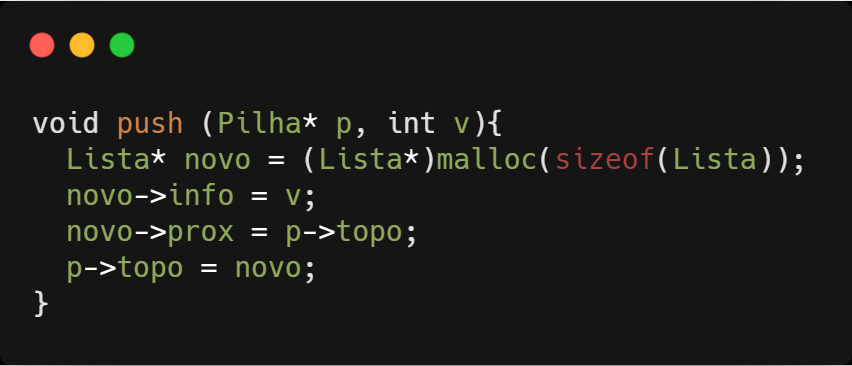 void push (Pilha* p, int v){
  Lista* novo = (Lista*)malloc(sizeof(Lista));
  novo->info = v;
  novo->prox = p->topo;
  p->topo = novo;
}